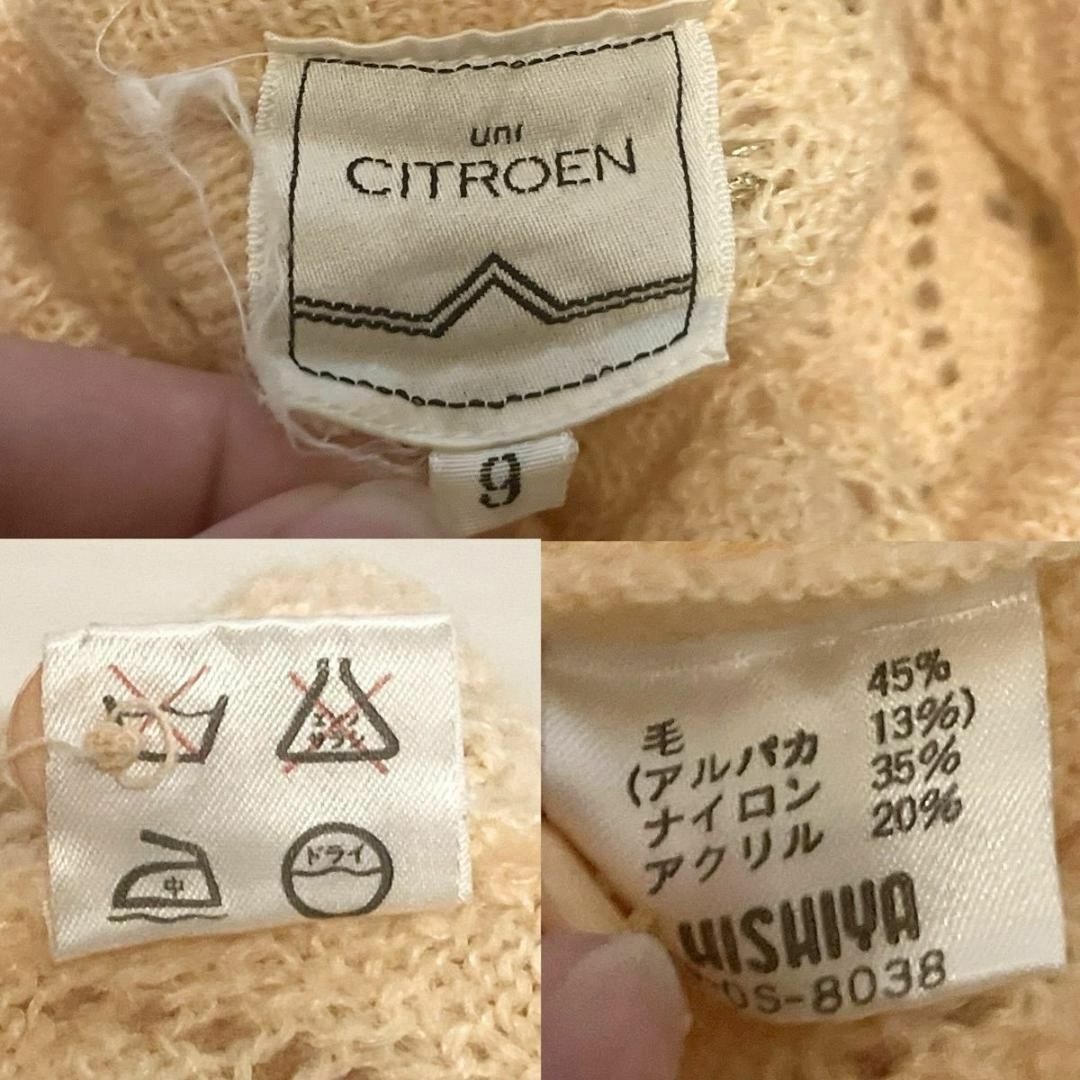 uni
CITROEN
9
エンソ
サラシ
中
ドライ
毛 45%
(アルパカ 13%)
ナイロン 35%
アクリル 20%
HISHIYA
OS-8038